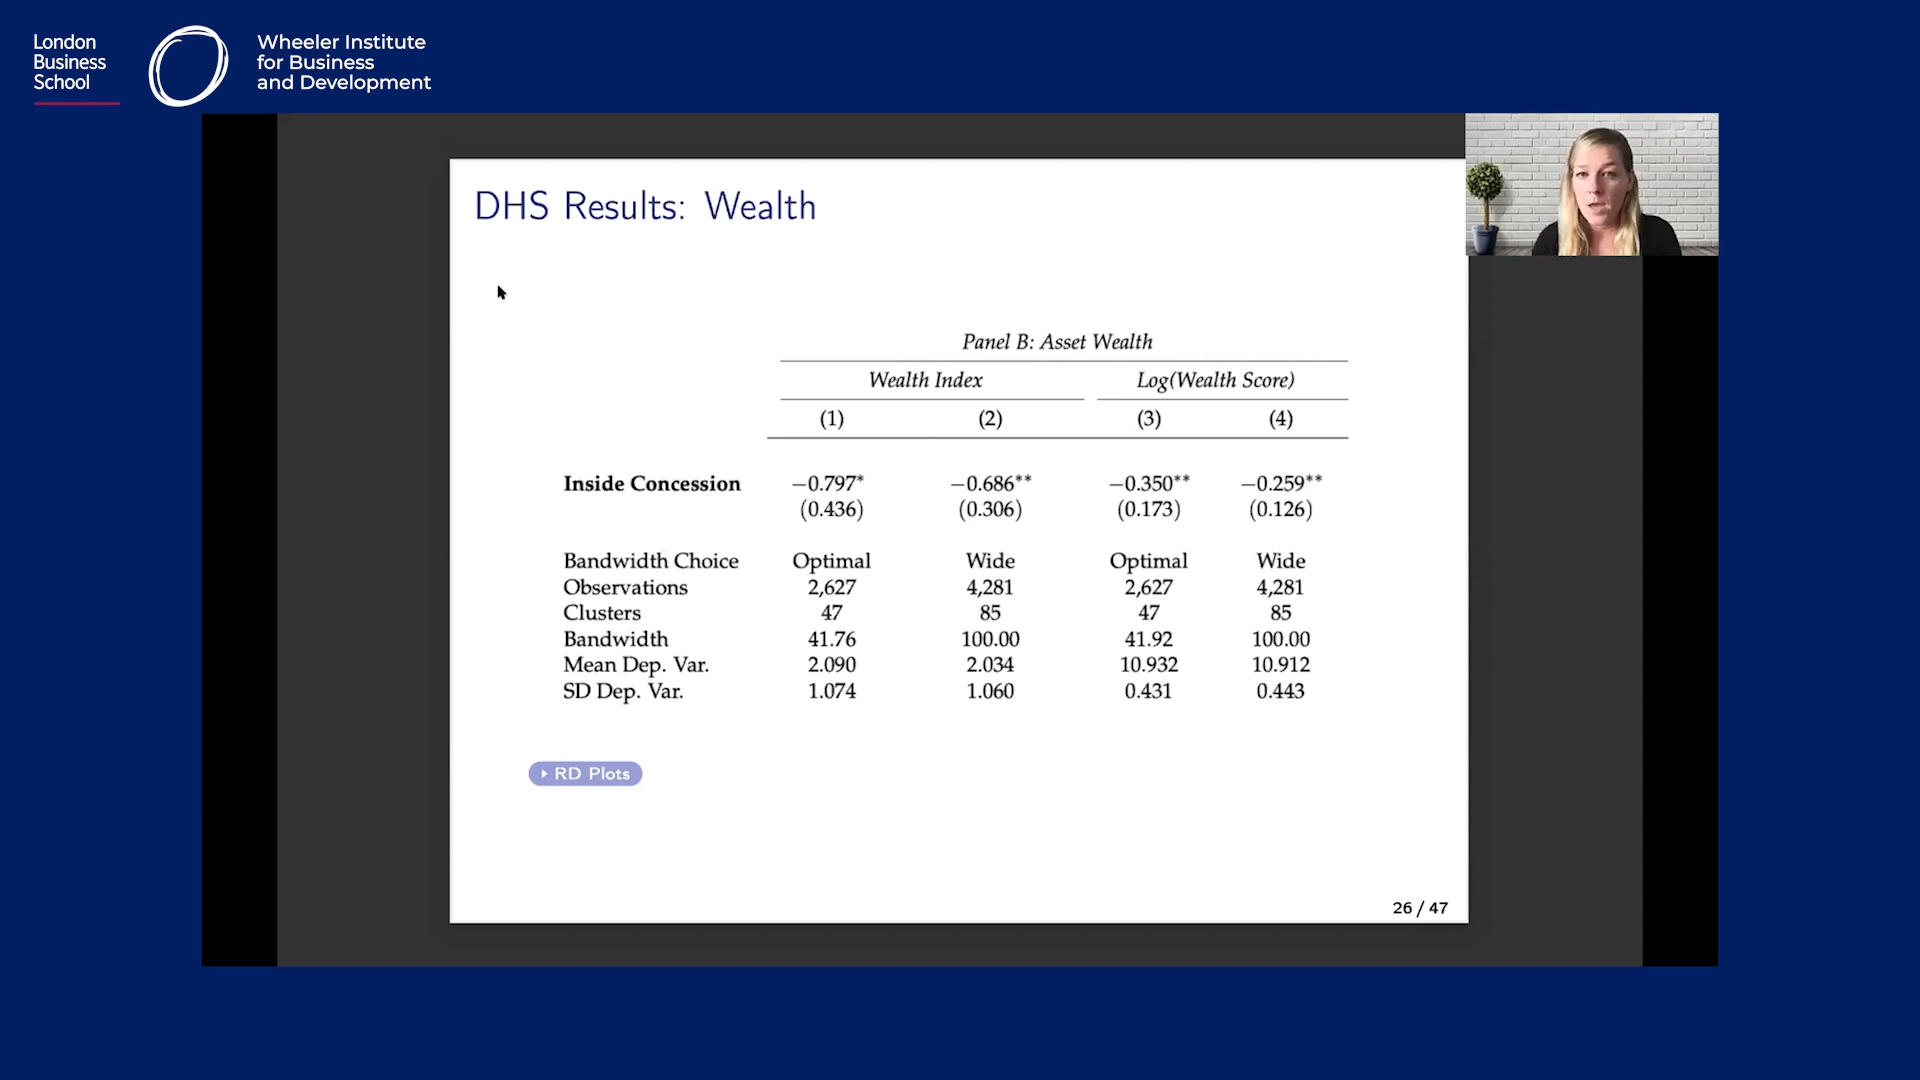 London
Business
School
Wheeler Institute
for Business
and Development
DHS Results: Wealth
Panel B: Asset Wealth
Wealth Index Log(Wealth Score)
(1) (2) (3) (4)
Inside Concession −0.797* −0.686** −0.350** −0.259**
(0.436) (0.306) (0.173) (0.126)
Bandwidth Choice Optimal Wide Optimal Wide
Observations 2,627 4,281 2,627 4,281
Clusters 47 85 47 85
Bandwidth 41.76 100.00 41.92 100.00
Mean Dep. Var. 2.090 2.034 10.932 10.912
SD Dep. Var. 1.074 1.060 0.431 0.443
RD Plots
26 / 47